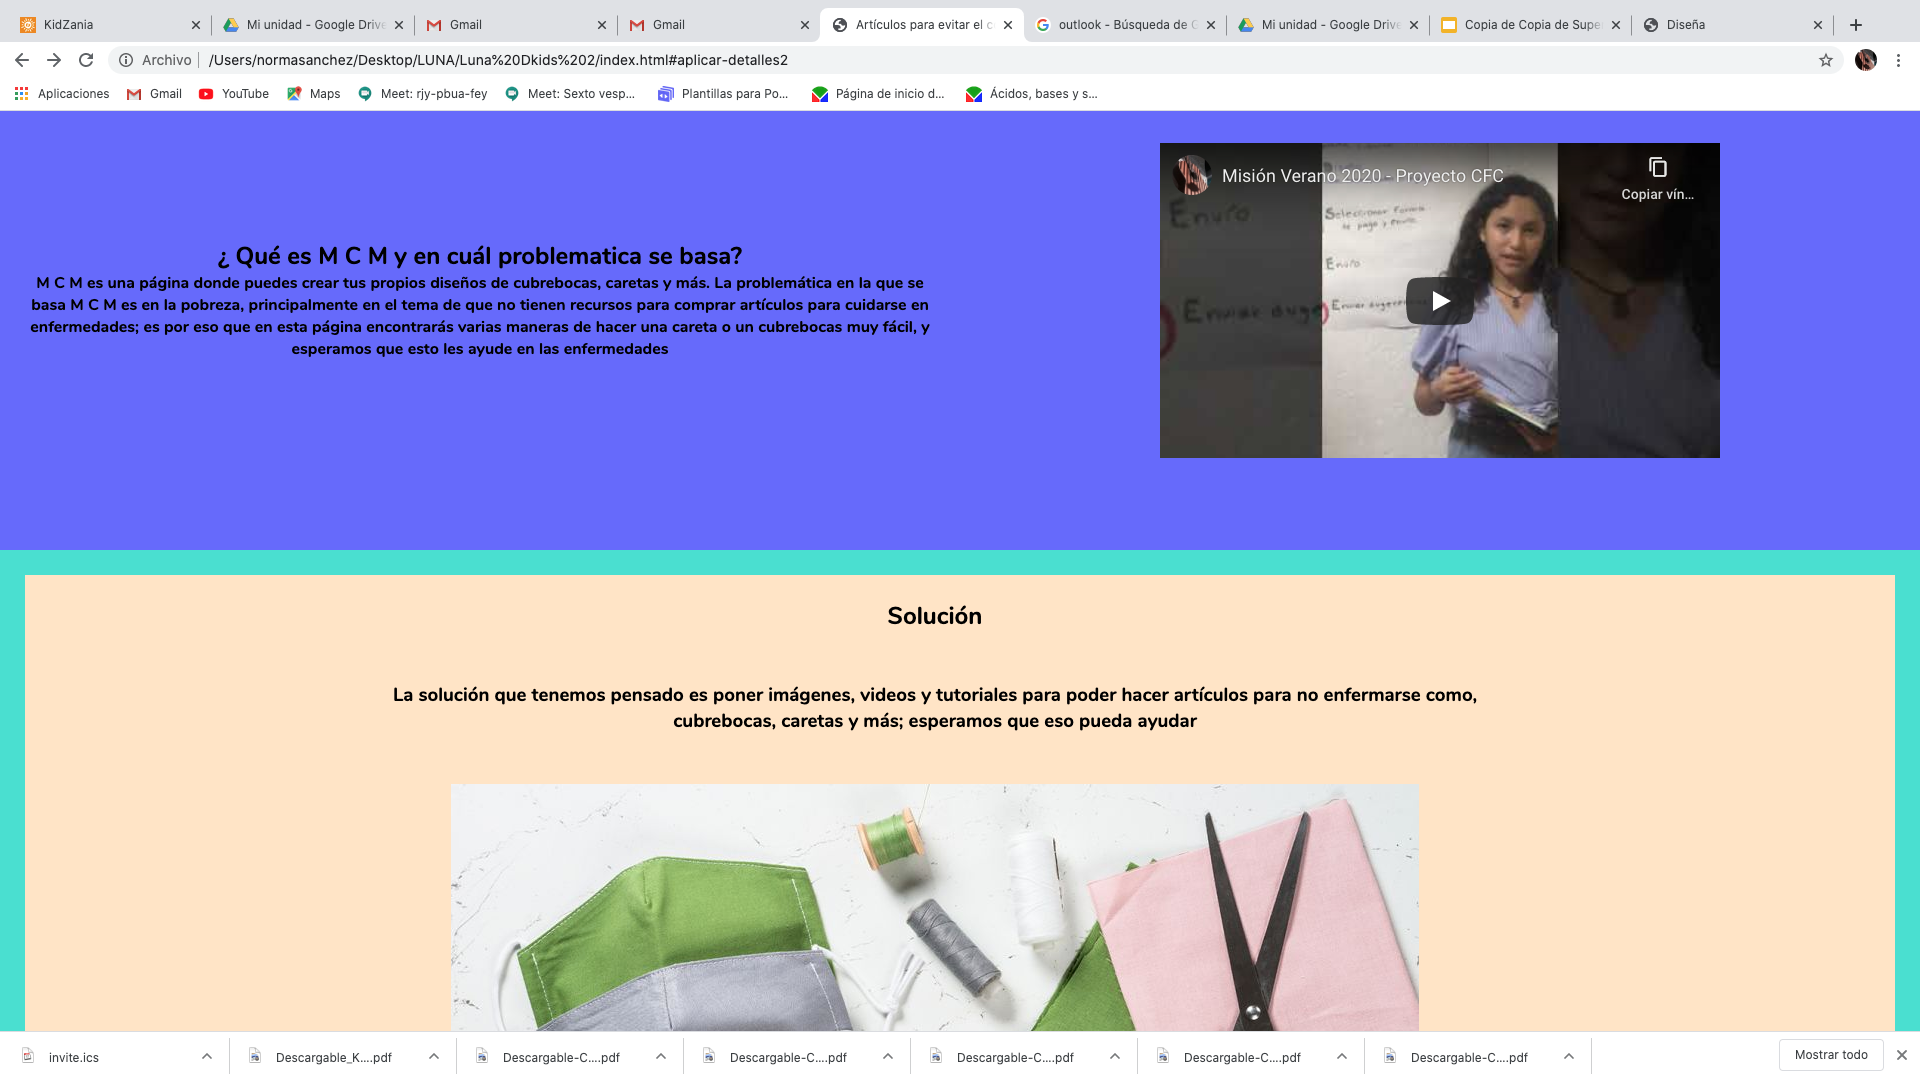 KidZania
Mi unidad - Google Drive
Gmail
Gmail
Artículos para evitar el c
outlook - Búsqueda de G
Mi unidad - Google Drive
Copia de Copia de Supe
Diseña
Archivo
/Users/normasanchez/Desktop/LUNA/Luna%20Dkids%202/index.html#aplicar-detalles2
Aplicaciones
Gmail
YouTube
Maps
Meet: rjy-pbua-fey
Meet: Sexto vesp...
Plantillas para Po...
Página de inicio d...
Ácidos, bases y s...
¿ Qué es M C M y en cuál problematica se basa?
M C M es una página donde puedes crear tus propios diseños de cubrebocas, caretas y más. La problemática en la que se
basa M C M es en la pobreza, principalmente en el tema de que no tienen recursos para comprar artículos para cuidarse en
enfermedades; es por eso que en esta página encontrarás varias maneras de hacer una careta o un cubrebocas muy fácil, y
esperamos que esto les ayude en las enfermedades
Misión Verano 2020 - Proyecto CFC
Copiar vín...
Seleccionar
pago y envío
Envío
Envío
Enviar
Enviar
Solución
La solución que tenemos pensado es poner imágenes, videos y tutoriales para poder hacer artículos para no enfermarse como,
cubrebocas, caretas y más; esperamos que eso pueda ayudar
invite.ics
Descargable_K....pdf
Descargable-C....pdf
Descargable-C....pdf
Descargable-C....pdf
Descargable-C....pdf
Descargable-C....pdf
Mostrar todo